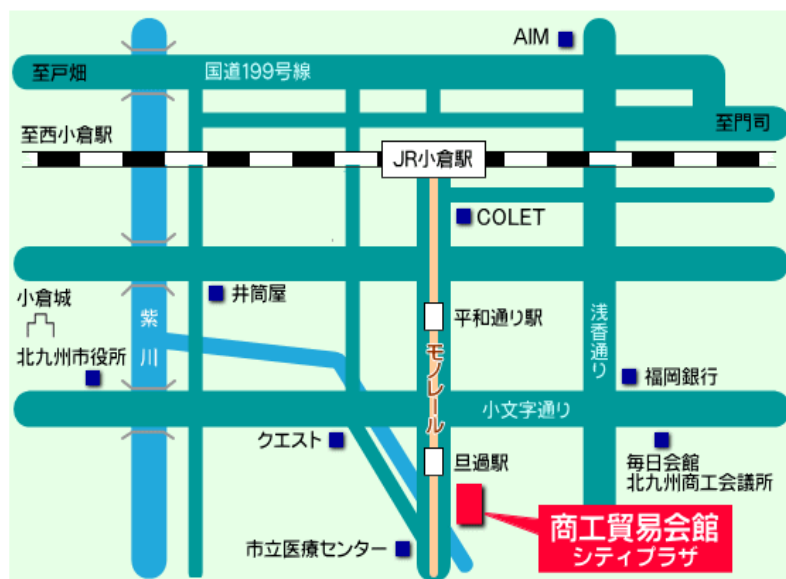 AIM
至戸畑
国道199号線
至門司
至西小倉駅
JR小倉駅
COLET
井筒屋
小城城
紫川
平和通り駅
浅香通り
北九州市役所
モノレール
福岡銀行
小文字通り
クエスト
旦過駅
毎日会館
北九州商工会議所
商工貿易会館
シティプラザ
市立医療センター